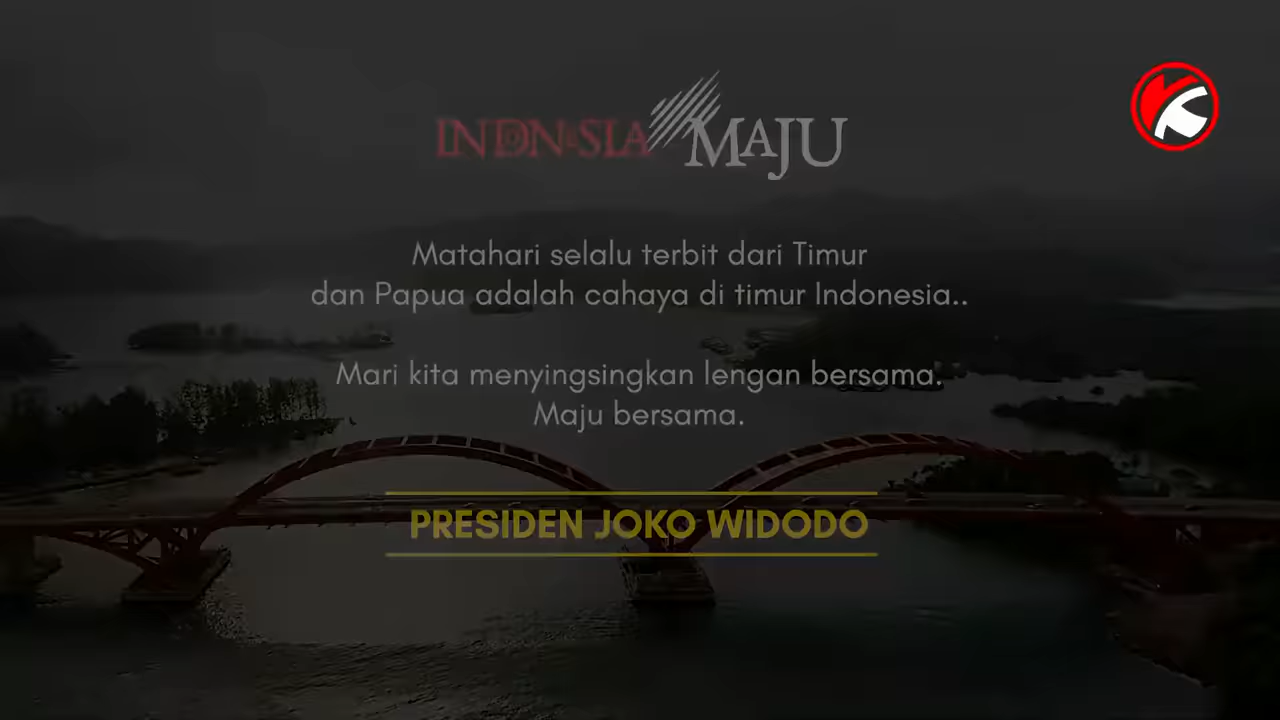 INDONESIA MAJU
Matahari selalu terbit dari Timur
dan Papua adalah cahaya di timur Indonesia..
Mari kita menyingsingkan lengan bersama.
Maju bersama.
PRESIDEN JOKO WIDODO